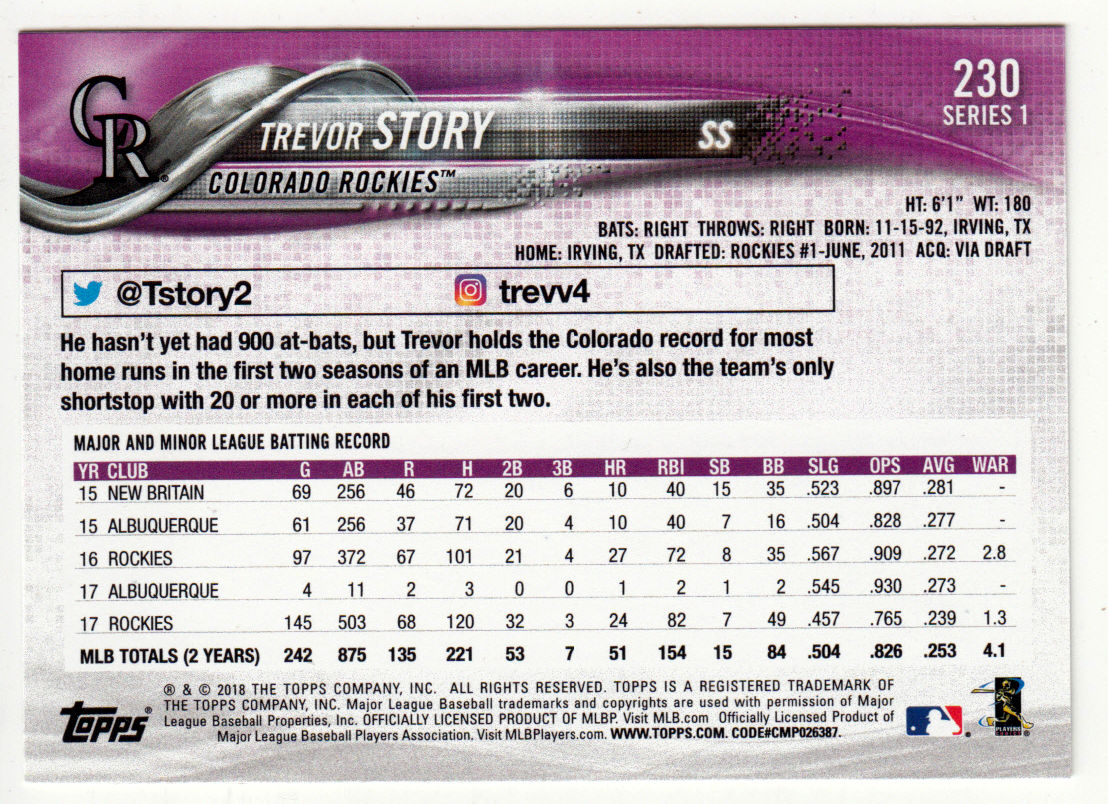 CR®
230
SERIES 1
TREVOR STORY SS
COLORADO ROCKIES™
HT: 6'1" WT: 180
BATS: RIGHT THROWS: RIGHT BORN: 11-15-92, IRVING, TX
HOME: IRVING, TX DRAFTED: ROCKIES #1-JUNE, 2011 ACQ: VIA DRAFT
@Tstory2 trevv4
He hasn't yet had 900 at-bats, but Trevor holds the Colorado record for most
home runs in the first two seasons of an MLB career. He's also the team's only
shortstop with 20 or more in each of his first two.
MAJOR AND MINOR LEAGUE BATTING RECORD
YR CLUB G AB R H 2B 3B HR RBI SB BB SLG OPS AVG WAR
15 NEW BRITAIN 69 256 46 72 20 6 10 40 15 35 .523 .897 .281 -
15 ALBUQUERQUE 61 256 37 71 20 4 10 40 7 16 .504 .828 .277 -
16 ROCKIES 97 372 67 101 21 4 27 72 8 35 .567 .909 .272 2.8
17 ALBUQUERQUE 4 11 2 3 0 0 1 2 1 2 .545 .930 .273 -
17 ROCKIES 145 503 68 120 32 3 24 82 7 49 .457 .765 .239 1.3
MLB TOTALS (2 YEARS) 242 875 135 221 53 7 51 154 15 84 .504 .826 .253 4.1
® & © 2018 THE TOPPS COMPANY, INC. ALL RIGHTS RESERVED. TOPPS IS A REGISTERED TRADEMARK OF
THE TOPPS COMPANY, INC. Major League Baseball trademarks and copyrights are used with permission of Major
League Baseball Properties, Inc. OFFICIALLY LICENSED PRODUCT OF MLBP. Visit MLB.com Officially Licensed Product of
Major League Baseball Players Association. Visit MLBPlayers.com. WWW.TOPPS.COM. CODE#CMP026387.
topps®
PLAYERS